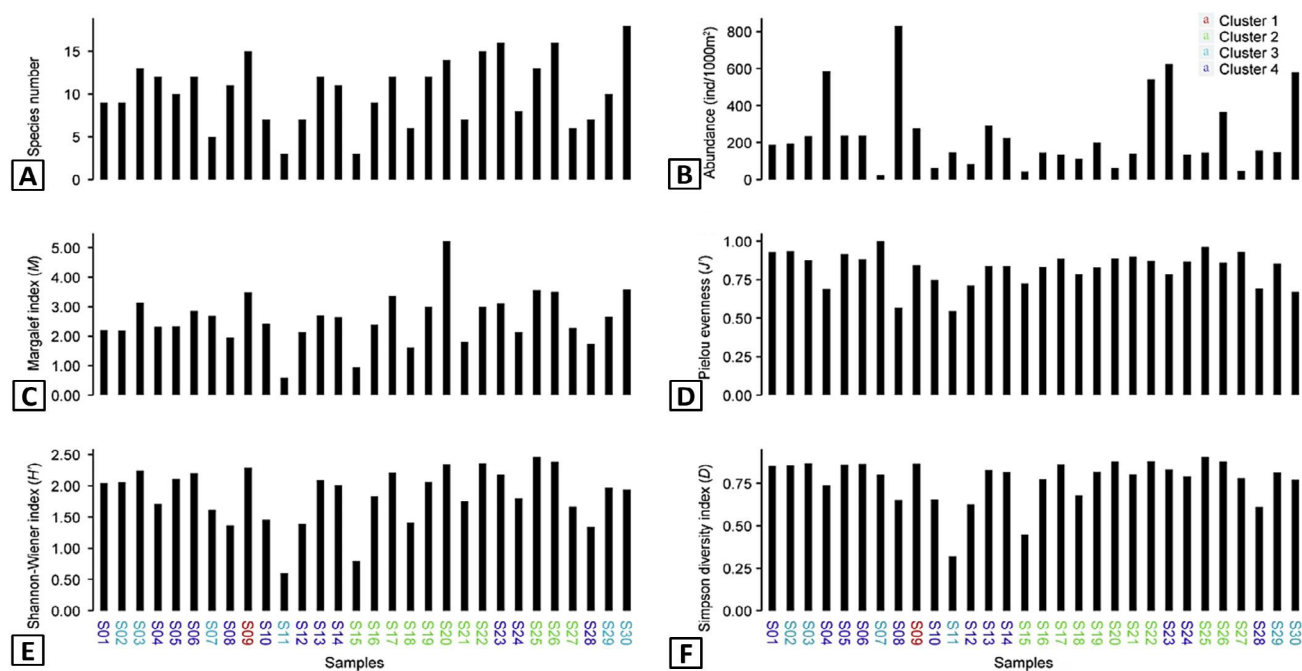 A
Species number
15
10
5
0
B
Abundance (ind/1000m²)
800
600
400
200
0
a Cluster 1
a Cluster 2
a Cluster 3
a Cluster 4
C
Margalef index (M)
5.00
4.00
3.00
2.00
1.00
0.00
D
Pielou evenness (J')
1.00
0.75
0.50
0.25
0.00
E
Shannon-Wiener index (H')
2.50
2.00
1.50
1.00
0.50
0.00
S01 S02 S03 S04 S05 S06 S07 S08 S09 S10 S11 S12 S13 S14 S15 S16 S17 S18 S19 S20 S21 S22 S23 S24 S25 S26 S27 S28 S29 S30
Samples
F
Simpson diversity index (D)
0.75
0.50
0.25
0.00
S01 S02 S03 S04 S05 S06 S07 S08 S09 S10 S11 S12 S13 S14 S15 S16 S17 S18 S19 S20 S21 S22 S23 S24 S25 S26 S27 S28 S29 S30
Samples